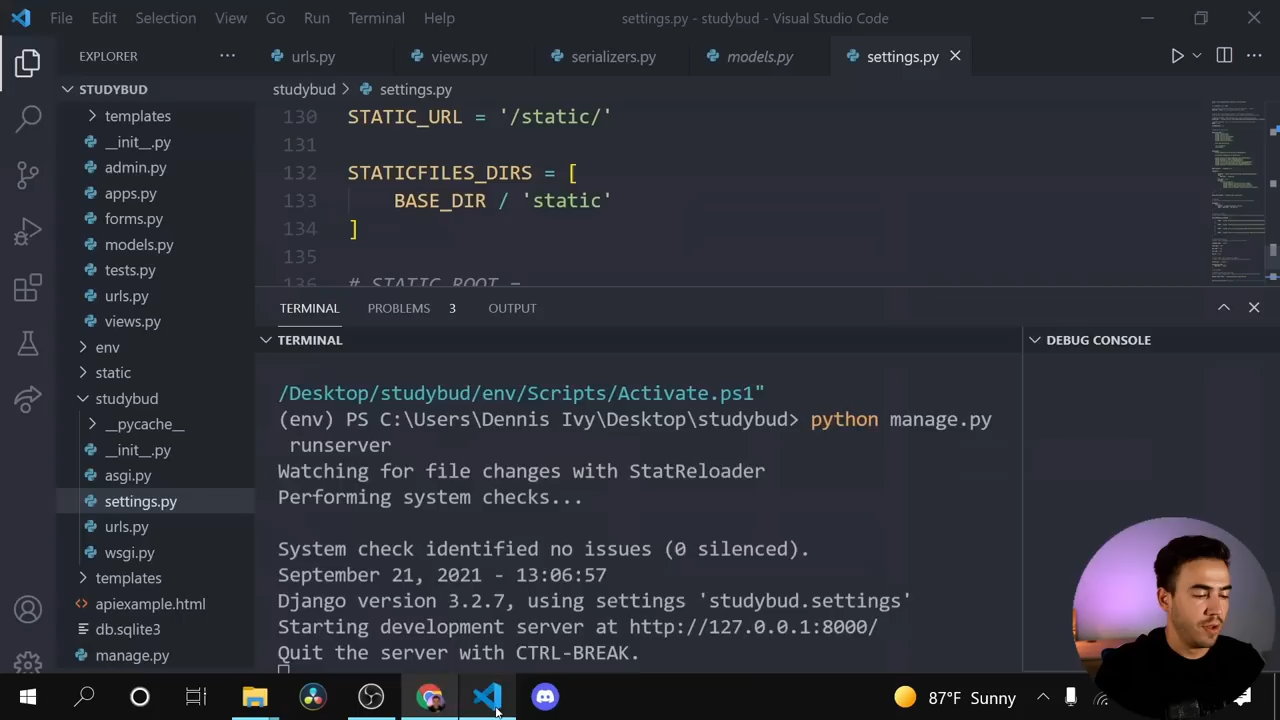 File Edit Selection View Go Run Terminal Help settings.py - studybud - Visual Studio Code
EXPLORER
urls.py views.py serializers.py models.py settings.py
STUDYBUD
studybud > settings.py
templates
__init__.py
admin.py
apps.py
forms.py
models.py
tests.py
urls.py
views.py
env
static
studybud
__pycache__
__init__.py
asgi.py
settings.py
urls.py
wsgi.py
templates
apiexample.html
db.sqlite3
manage.py
130 STATIC_URL = '/static/'
131
132 STATICFILES_DIRS = [
133 BASE_DIR / 'static'
134 ]
135
136 # STATIC_ROOT =
TERMINAL PROBLEMS 3 OUTPUT
TERMINAL
DEBUG CONSOLE
/Desktop/studybud/env/Scripts/Activate.ps1"
(env) PS C:\Users\Dennis Ivy\Desktop\studybud> python manage.py
runserver
Watching for file changes with StatReloader
Performing system checks...
System check identified no issues (0 silenced).
September 21, 2021 - 13:06:57
Django version 3.2.7, using settings 'studybud.settings'
Starting development server at http://127.0.0.1:8000/
Quit the server with CTRL-BREAK.
87°F Sunny